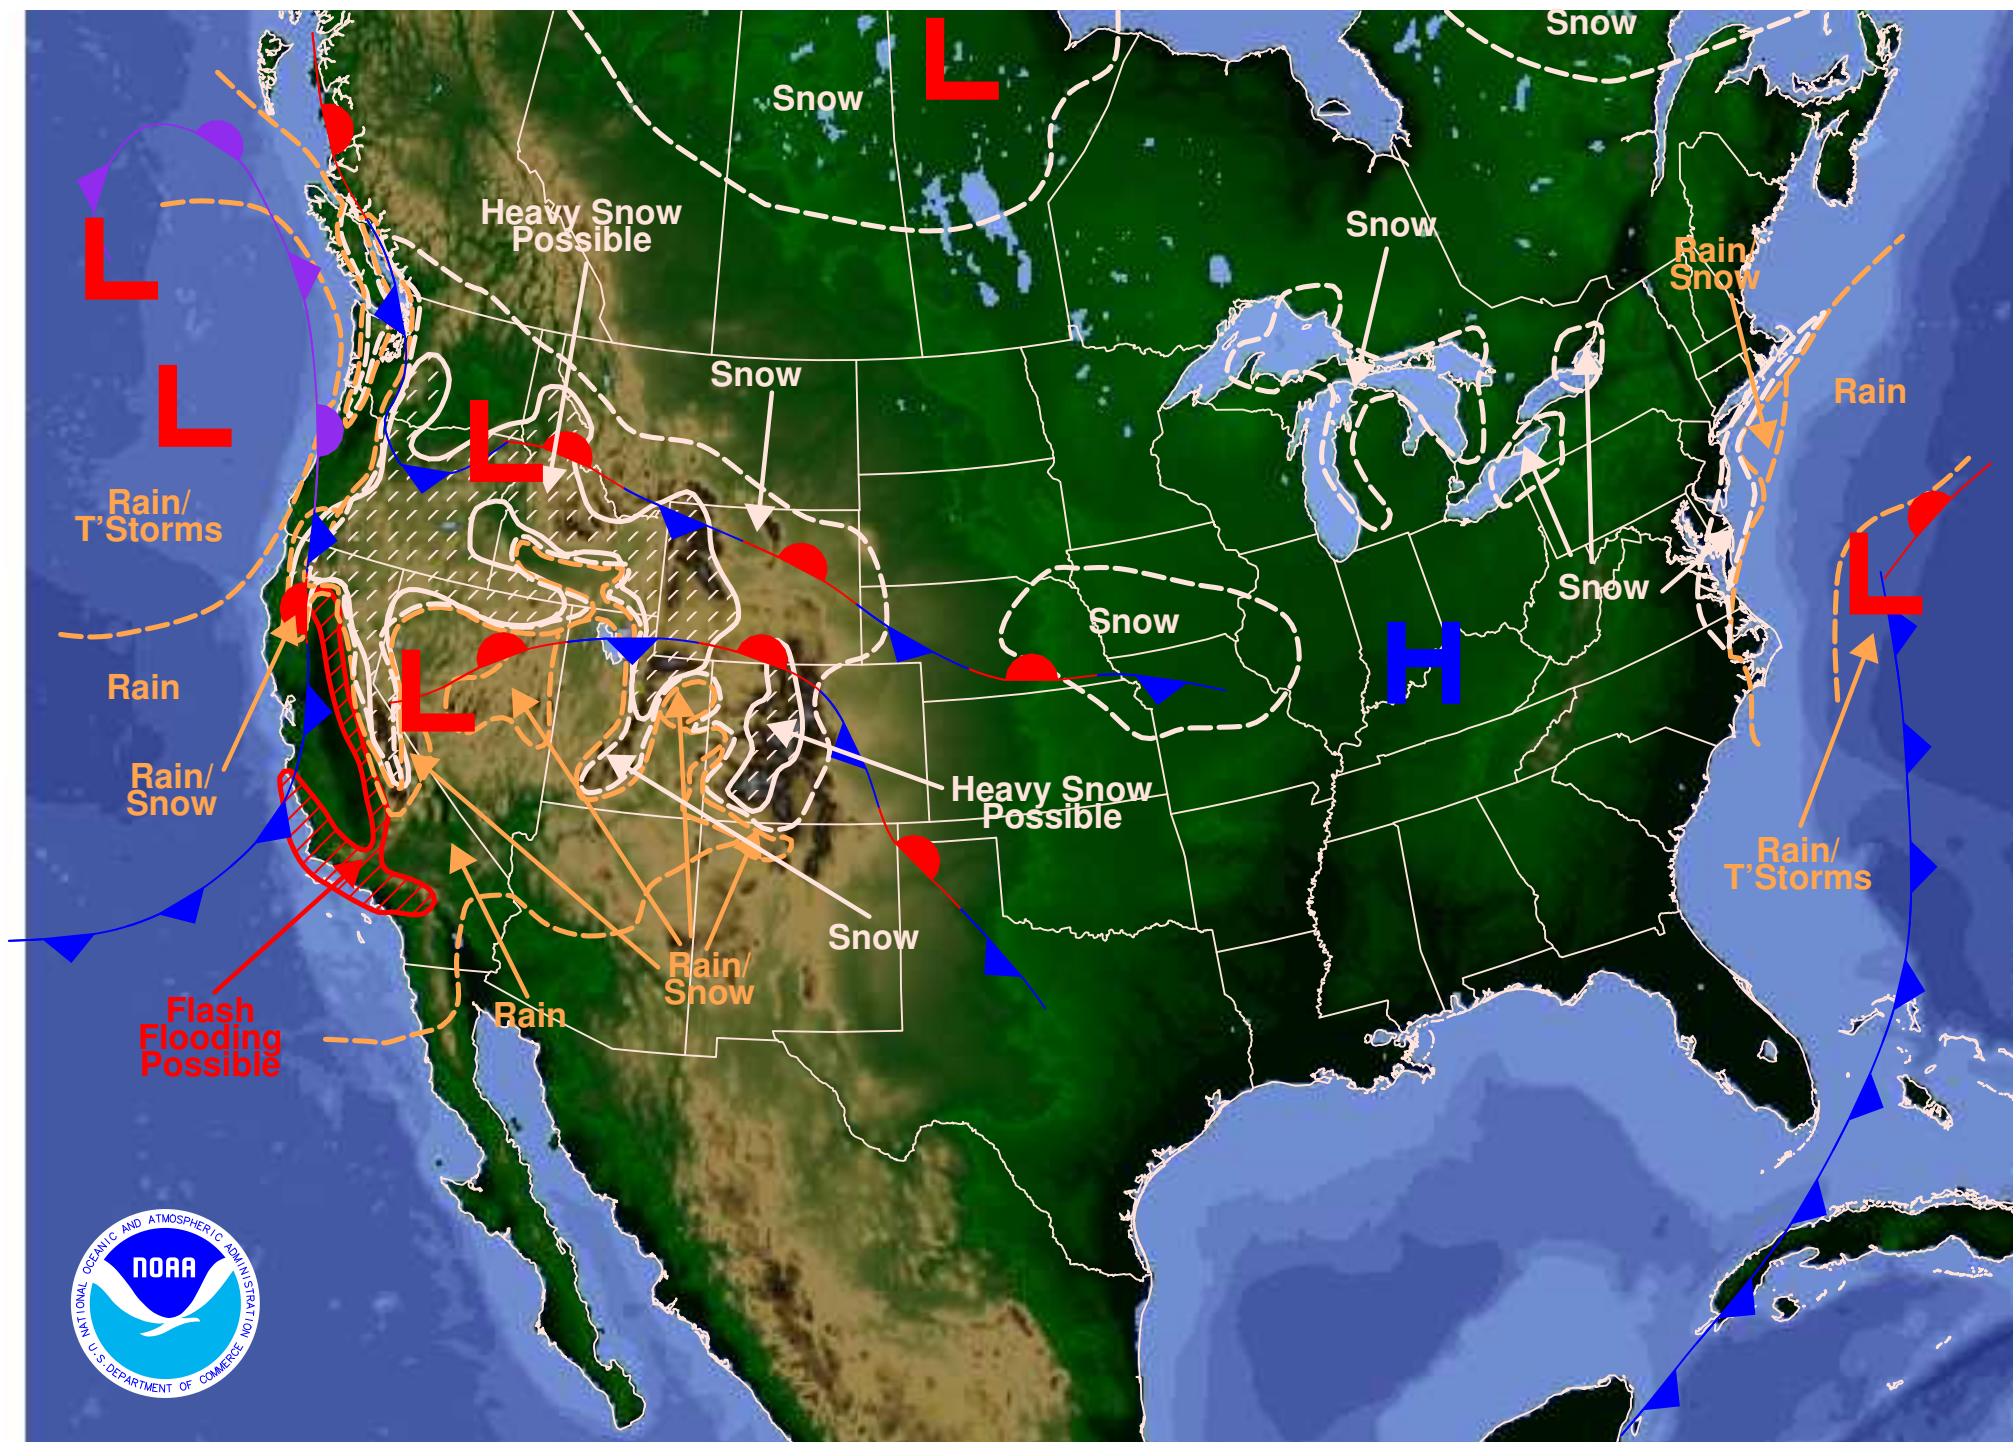 Snow
L
Snow
Heavy Snow
Possible
Snow
Rain/
Snow
L
Snow
L
Rain
L
Rain/
T'Storms
L
Snow
Snow
H
Rain
L
Rain/
Snow
Heavy Snow
Possible
Rain/
T'Storms
Snow
Rain/
Snow
Rain
Flash
Flooding
Possible
NATIONAL OCEANIC AND ATMOSPHERIC ADMINISTRATION
NOAA
U.S. DEPARTMENT OF COMMERCE